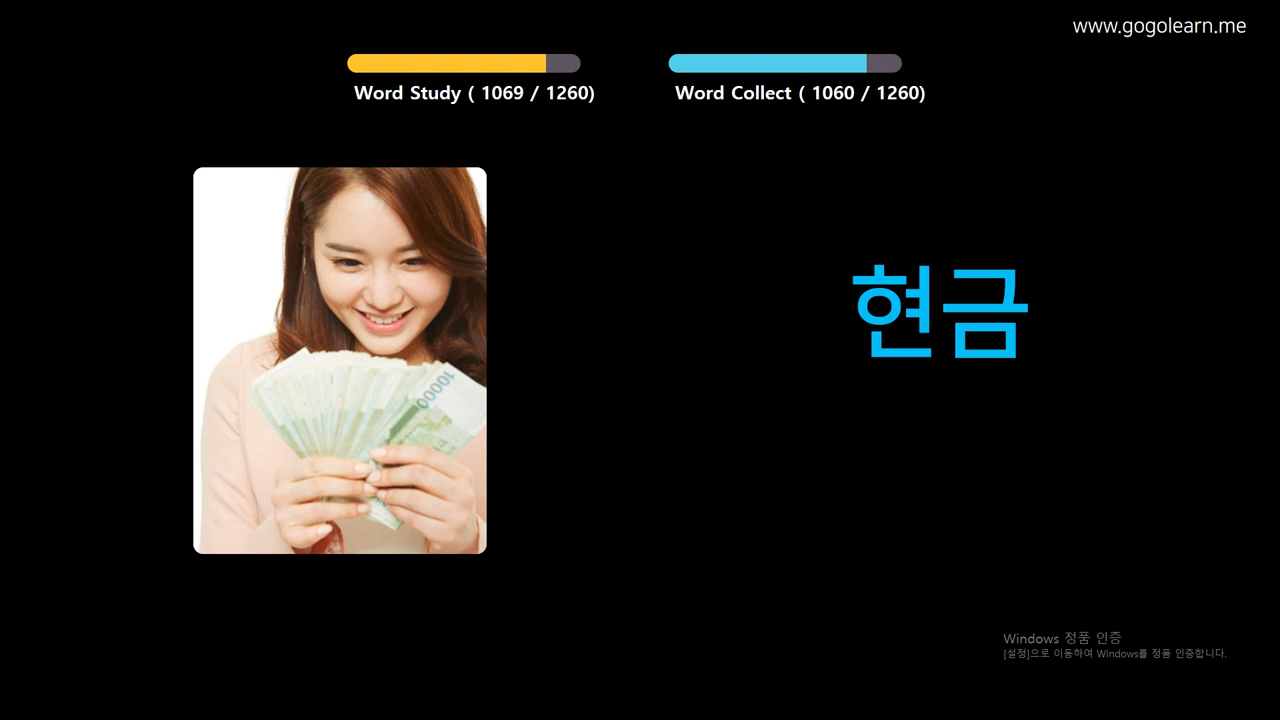 www.gogolearn.me
Word Study ( 1069 / 1260)
Word Collect ( 1060 / 1260)
현금
10000
Windows 정품 인증
[설정]으로 이동하여 Windows를 정품 인증합니다.